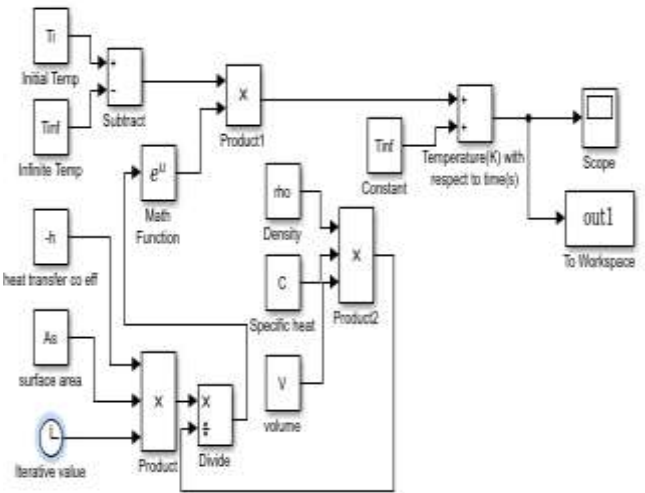 Ti
Initial Temp
Tinf
Infinite Temp
+
−
Subtract
×
Product1
e^u
Math
Function
-h
heat transfer co eff
As
surface area
Iterative value
×
Product
×
÷
Divide
rho
Density
C
Specific heat
V
volume
×
Product2
Tinf
Constant
+
+
Temperature(K) with
respect to time(s)
Scope
out1
To Workspace